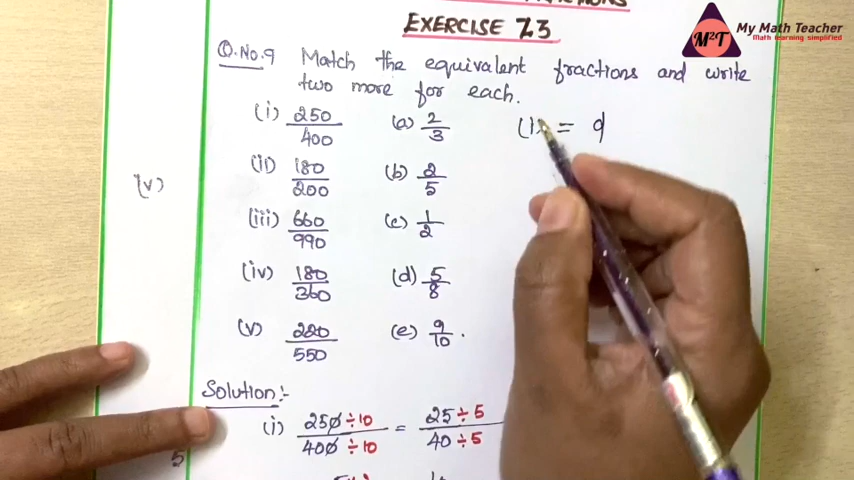 EXERCISE 7.3
My Math Teacher
M²T
Math learning simplified
Q.No.9 Match the equivalent fractions and write
two more for each.
(i) 250/400 (a) 2/3 (i) = d
(ii) 180/200 (b) 2/5
(v)
(iii) 660/990 (c) 1/2
(iv) 180/360 (d) 5/8
(v) 220/550 (e) 9/10.
Solution:-
(i) 250 ÷10 / 400 ÷10 = 25 ÷5 / 40 ÷5
5